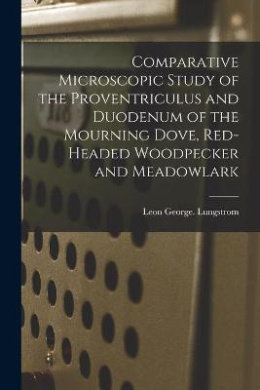 Comparative
Microscopic Study of
the Proventriculus and
Duodenum of the
Mourning Dove, Red-
Headed Woodpecker
and Meadowlark
Leon George. Lungstrom